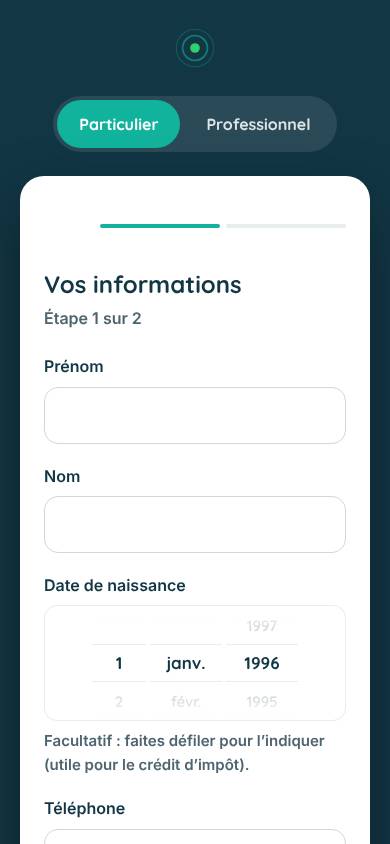 Particulier Professionnel
Vos informations
Étape 1 sur 2
Prénom
Nom
Date de naissance
1997
1 janv. 1996
2 févr. 1995
Facultatif : faites défiler pour l’indiquer
(utile pour le crédit d’impôt).
Téléphone